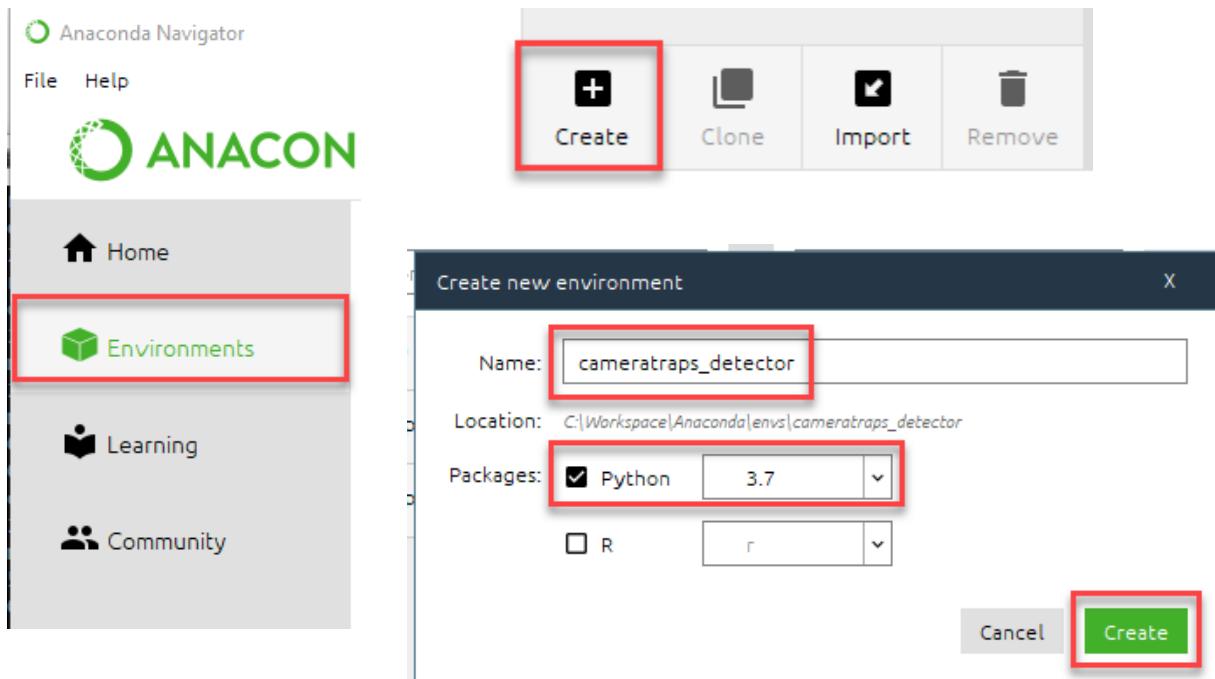 Anaconda Navigator
File Help
ANACON
Home
Environments
Learning
Community
Create Clone Import Remove
Create new environment X
Name: cameratraps_detector
Location: C:\Workspace\Anaconda\envs\cameratraps_detector
Packages: Python 3.7
R r
Cancel Create